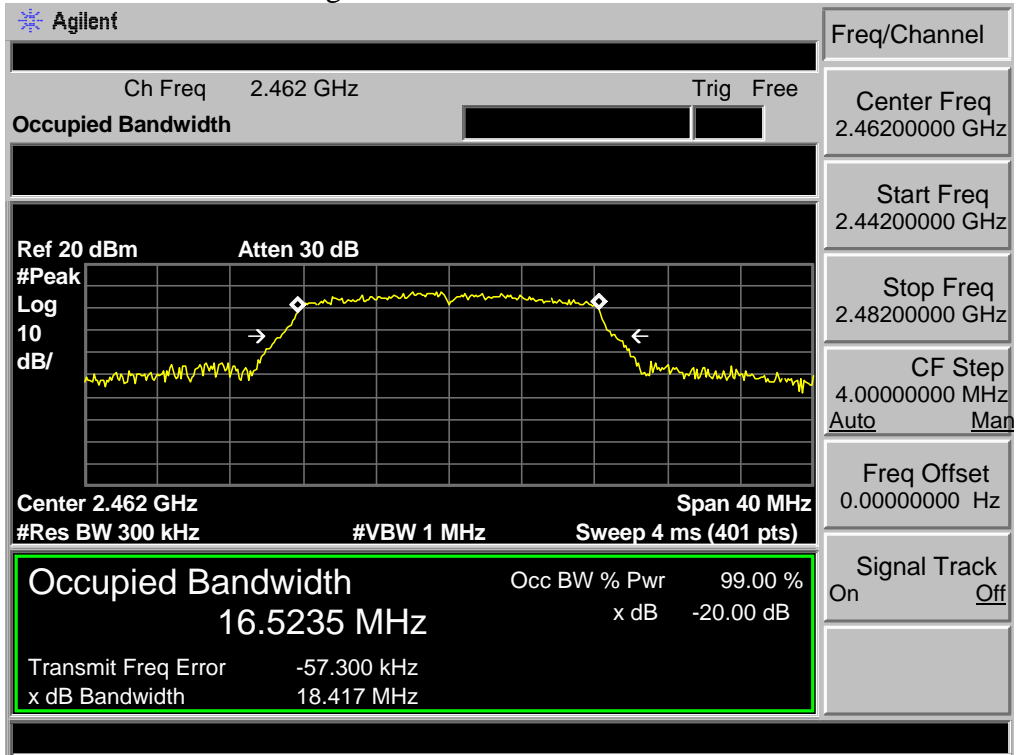 Agilent
Freq/Channel
Ch Freq 2.462 GHz Trig Free
Occupied Bandwidth
Center Freq
2.46200000 GHz
Start Freq
2.44200000 GHz
Stop Freq
2.48200000 GHz
CF Step
4.00000000 MHz
Auto Man
Freq Offset
0.00000000 Hz
Signal Track
On Off
Ref 20 dBm Atten 30 dB
#Peak
Log
10
dB/
Center 2.462 GHz Span 40 MHz
#Res BW 300 kHz #VBW 1 MHz Sweep 4 ms (401 pts)
Occupied Bandwidth Occ BW % Pwr 99.00 %
16.5235 MHz x dB -20.00 dB
Transmit Freq Error -57.300 kHz
x dB Bandwidth 18.417 MHz